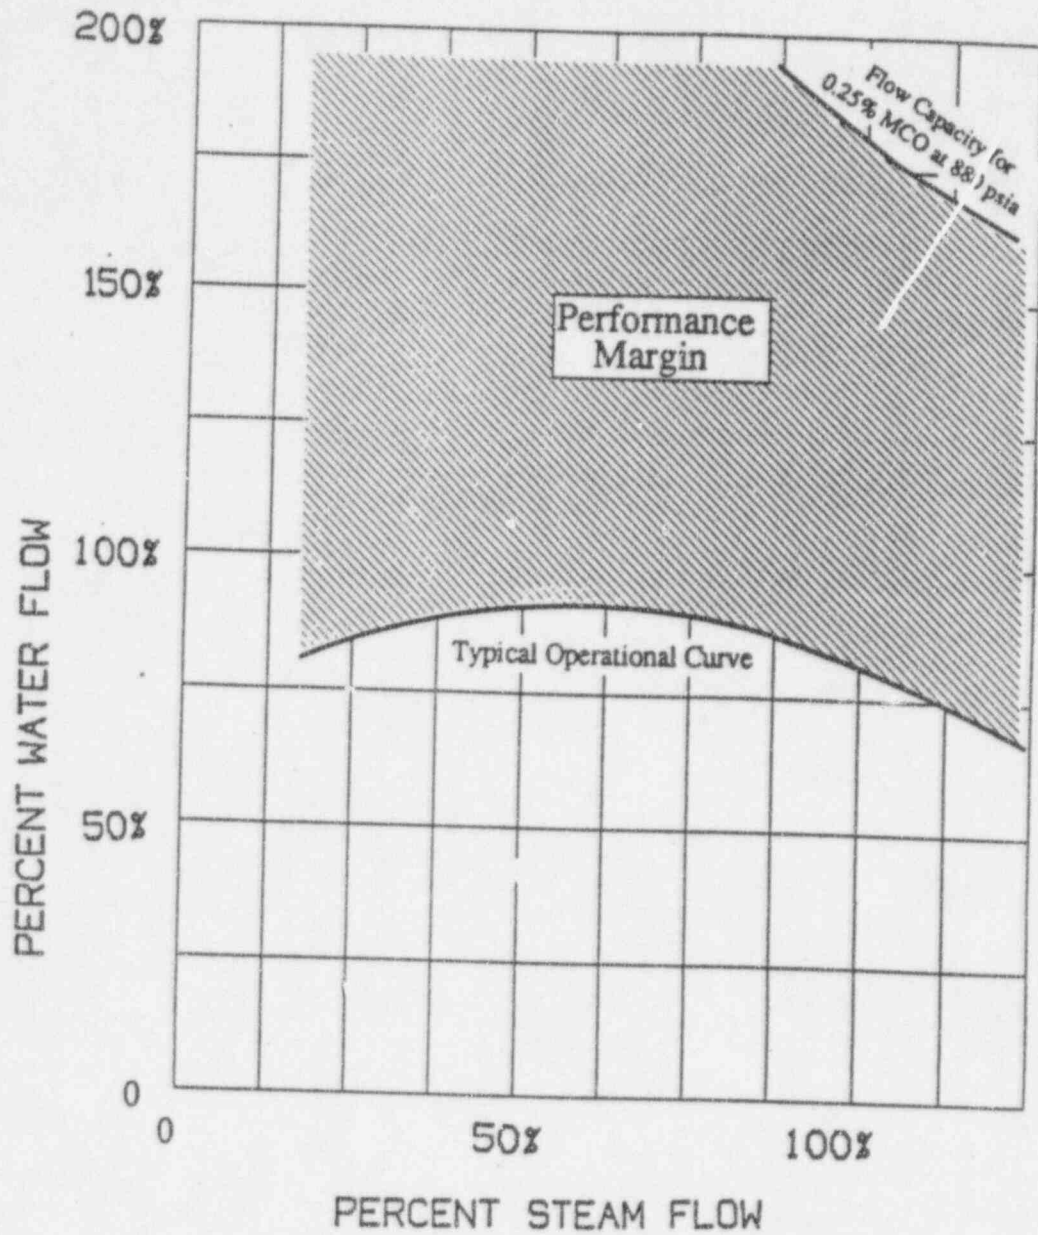 200%
Flow Capacity for
0.25% MCO at psia
150%
Performance
Margin
100%
Typical Operational Curve
50%
0
0
50%
100%
PERCENT WATER FLOW
PERCENT STEAM FLOW